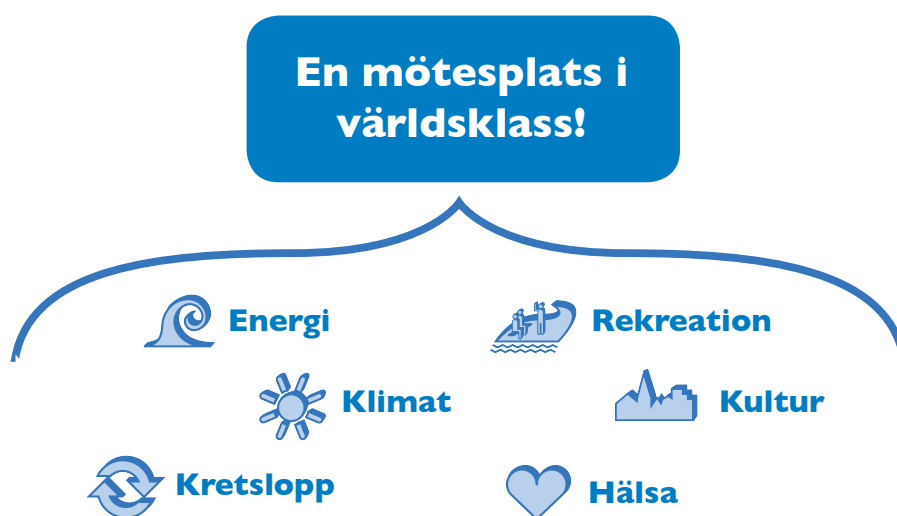 En mötesplats i
världsklass!
Energi
Rekreation
Klimat
Kultur
Kretslopp
Hälsa